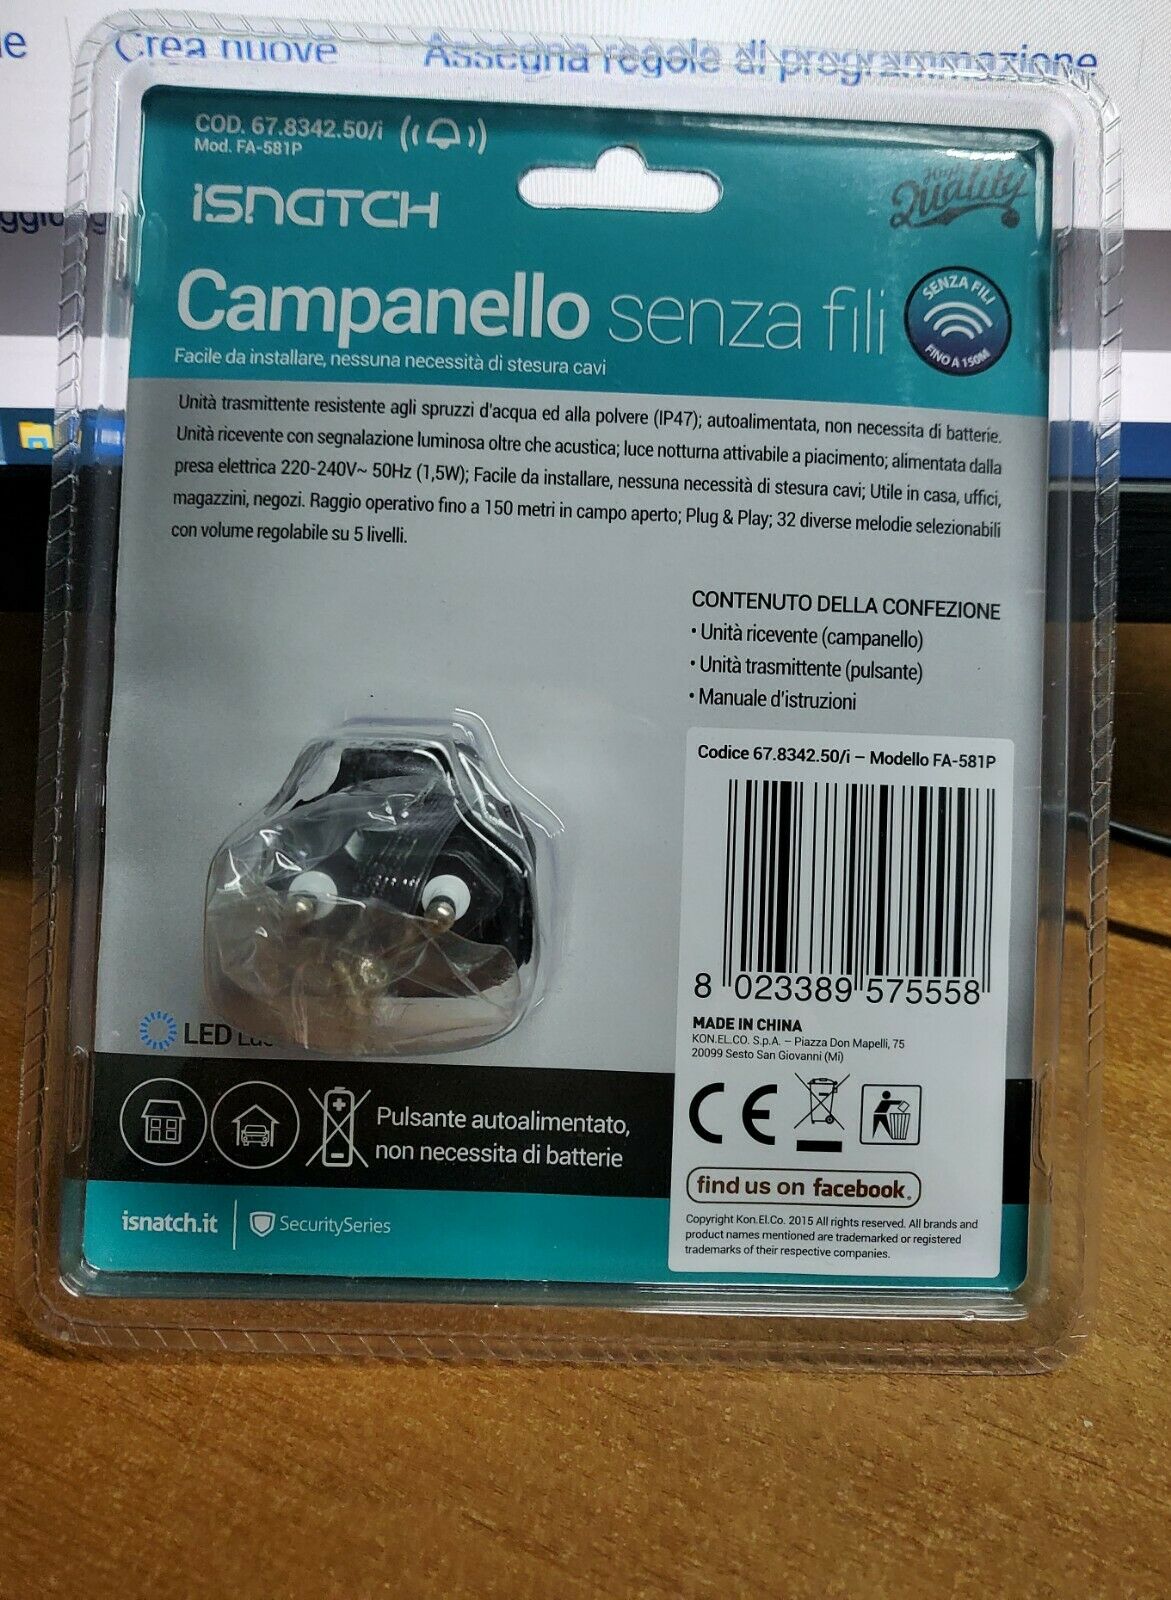 Crea nuove
Assegna regole di programmazione
COD. 67.8342.50/i
Mod. FA-581P
iSNATCH
High
Quality
Campanello senza fili
SENZA FILI
FINO A 150M
Facile da installare, nessuna necessità di stesura cavi
Unità trasmittente resistente agli spruzzi d'acqua ed alla polvere (IP47); autoalimentata, non necessita di batterie.
Unità ricevente con segnalazione luminosa oltre che acustica; luce notturna attivabile a piacimento; alimentata dalla
presa elettrica 220-240V~ 50Hz (1,5W); Facile da installare, nessuna necessità di stesura cavi; Utile in casa, uffici,
magazzini, negozi. Raggio operativo fino a 150 metri in campo aperto; Plug & Play; 32 diverse melodie selezionabili
con volume regolabile su 5 livelli.
CONTENUTO DELLA CONFEZIONE
• Unità ricevente (campanello)
• Unità trasmittente (pulsante)
• Manuale d'istruzioni
Codice 67.8342.50/i – Modello FA-581P
8 023389 575558
MADE IN CHINA
KON.EL.CO. S.p.A. – Piazza Don Mapelli, 75
20099 Sesto San Giovanni (Mi)
CE
find us on facebook.
Copyright Kon.El.Co. 2015 All rights reserved. All brands and
product names mentioned are trademarked or registered
trademarks of their respective companies.
LED
Pulsante autoalimentato,
non necessita di batterie
isnatch.it
SecuritySeries